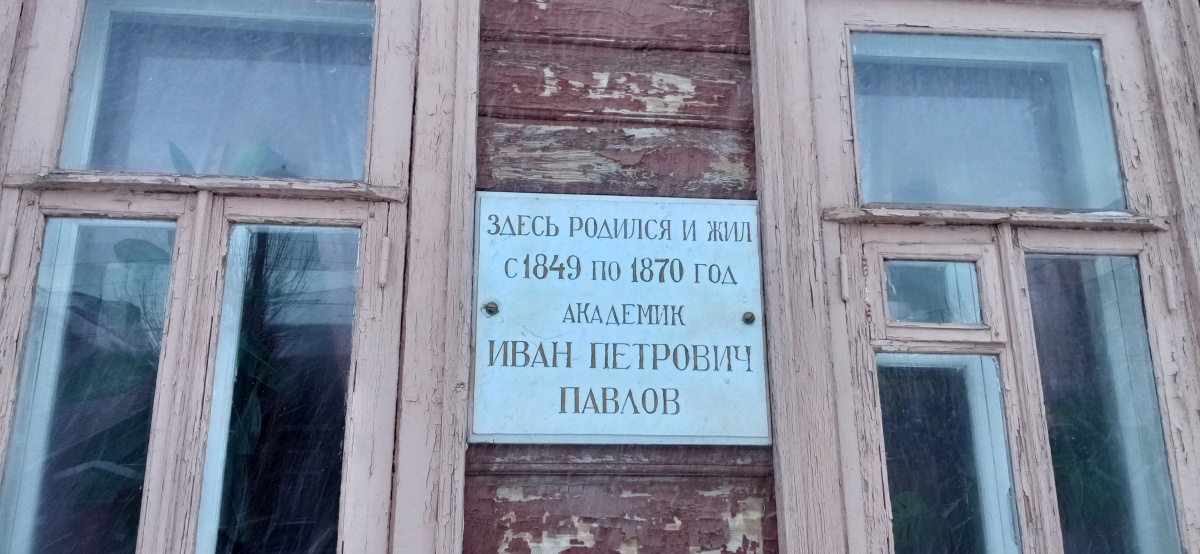 ЗДЕСЬ РОДИЛСЯ И ЖИЛ
С 1849 ПО 1870 ГОД
АКАДЕМИК
ИВАН ПЕТРОВИЧ
ПАВЛОВ